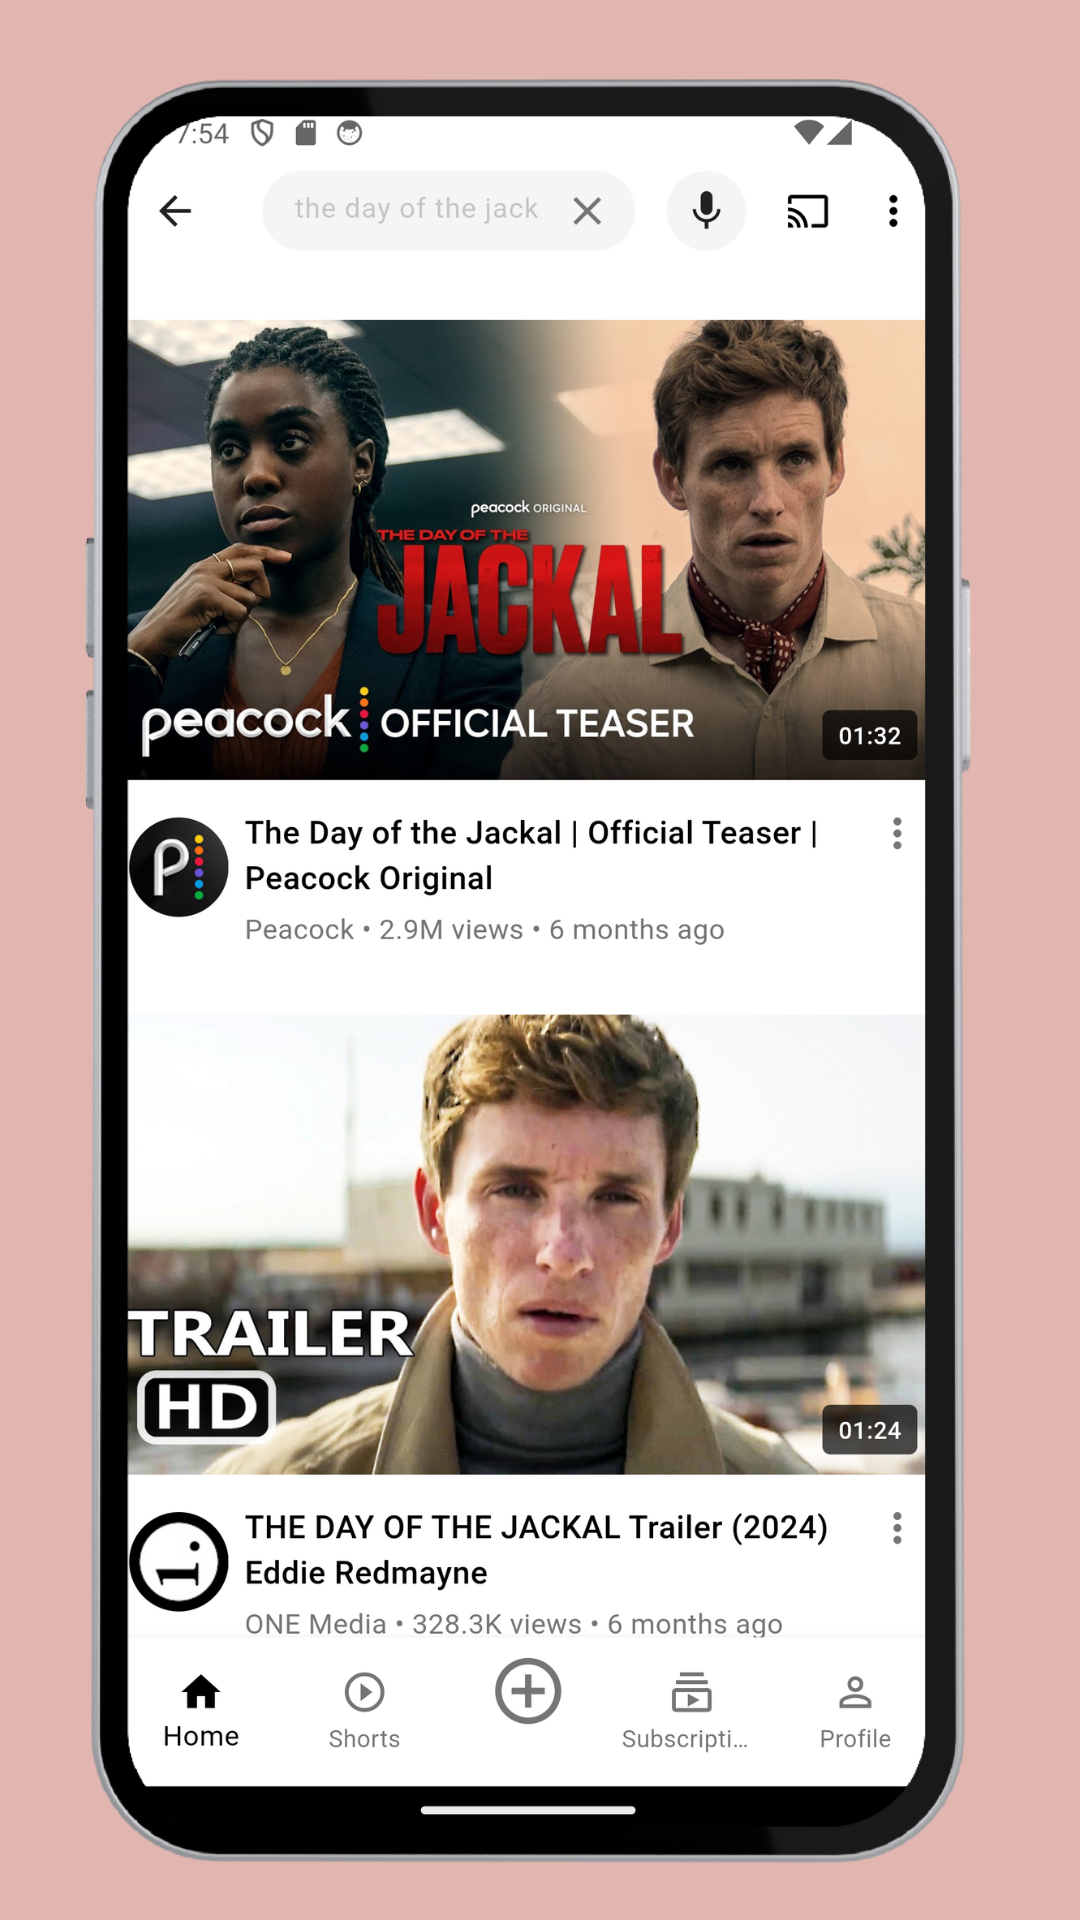 7:54
the day of the jack
peacock ORIGINAL
THE DAY OF THE
JACKAL
peacock OFFICIAL TEASER
01:32
P
The Day of the Jackal | Official Teaser |
Peacock Original
Peacock • 2.9M views • 6 months ago
TRAILER
HD
01:24
1.
THE DAY OF THE JACKAL Trailer (2024)
Eddie Redmayne
ONE Media • 328.3K views • 6 months ago
Home
Shorts
Subscripti...
Profile